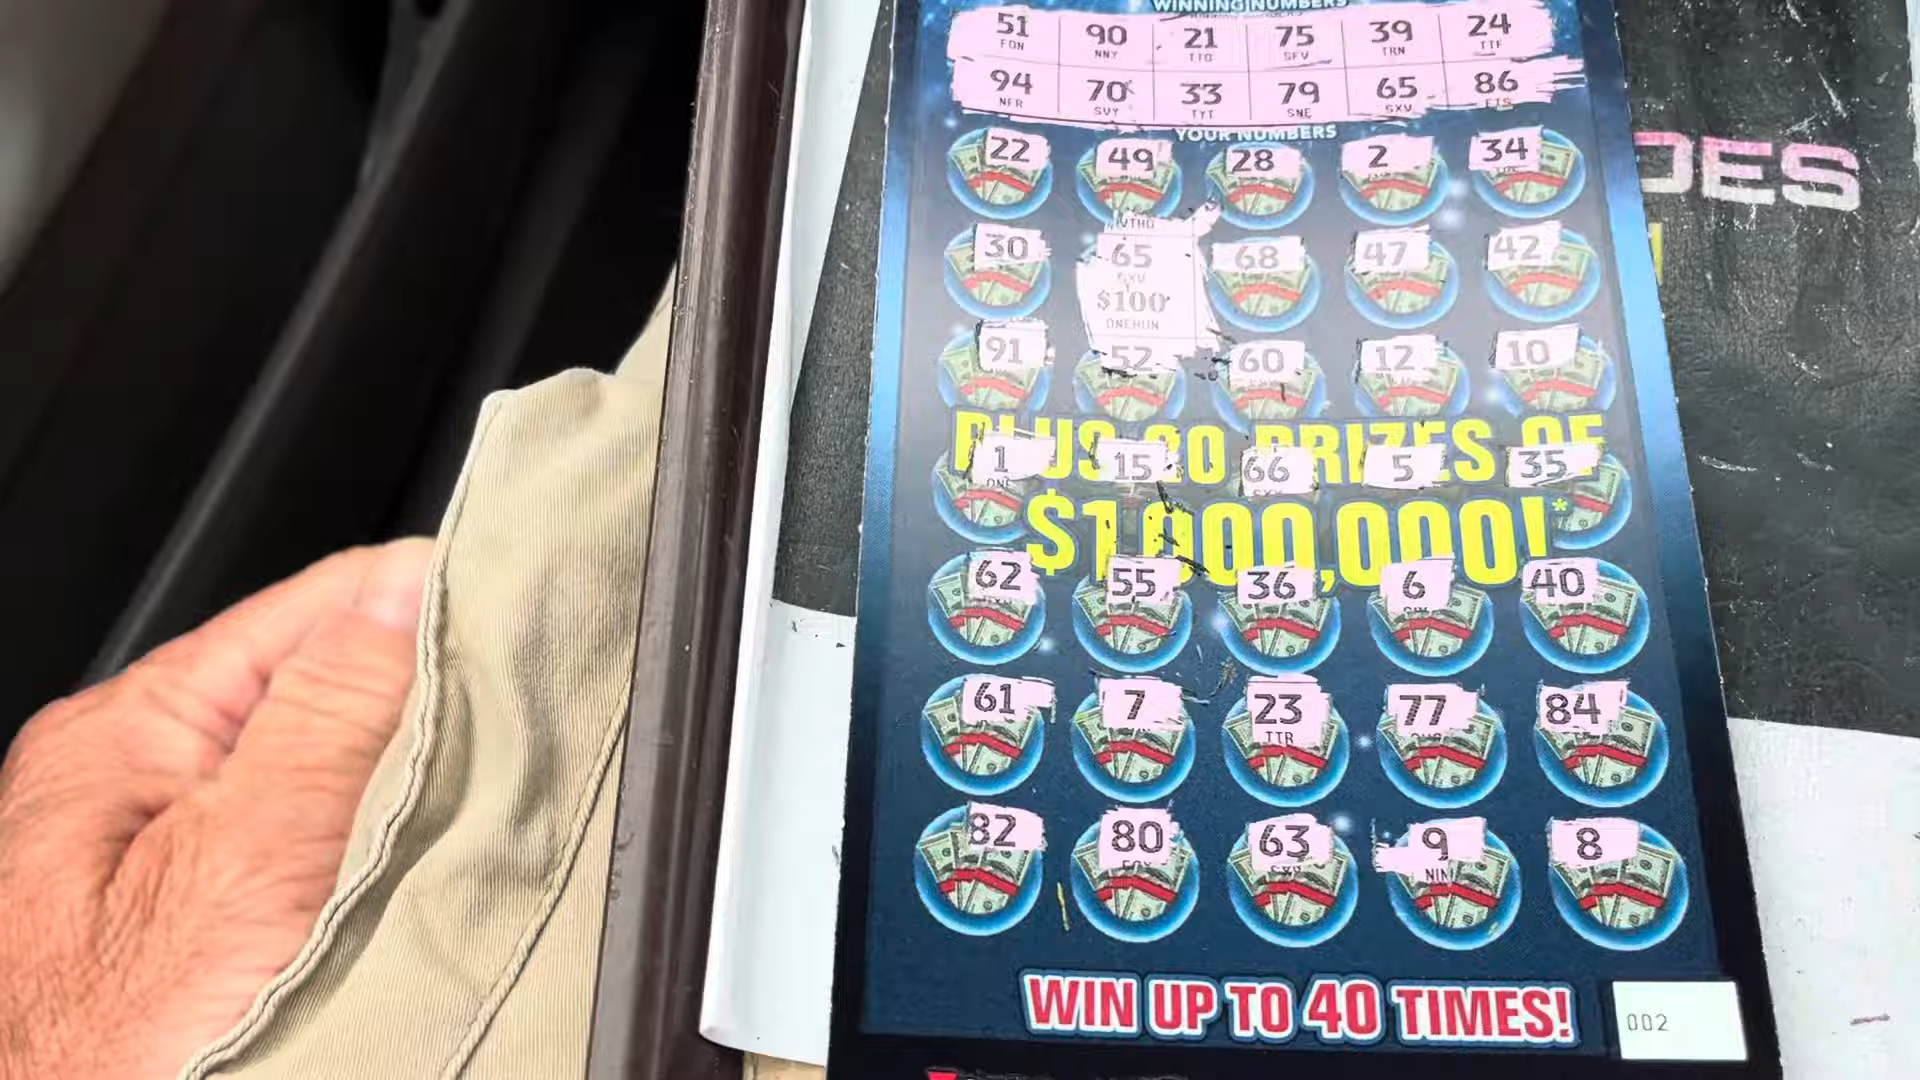 WINNING NUMBERS
51 90 21 75 39 24
FON NNY TTO SFV TRN TTF
94 70 33 79 65 86
NFR SVY TYT SNE SXV ETS
YOUR NUMBERS
22 49 28 2 34
30 65 68 47 42
SXV
$100
ONEHUN
91 52 60 12 10
PLUS 20 PRIZES OF
1 15 66 5 35
ONE
$1,000,000!*
62 55 36 6 40
SIX
61 7 23 77 84
TTR
82 80 63 9 8
NIN
WIN UP TO 40 TIMES!
002